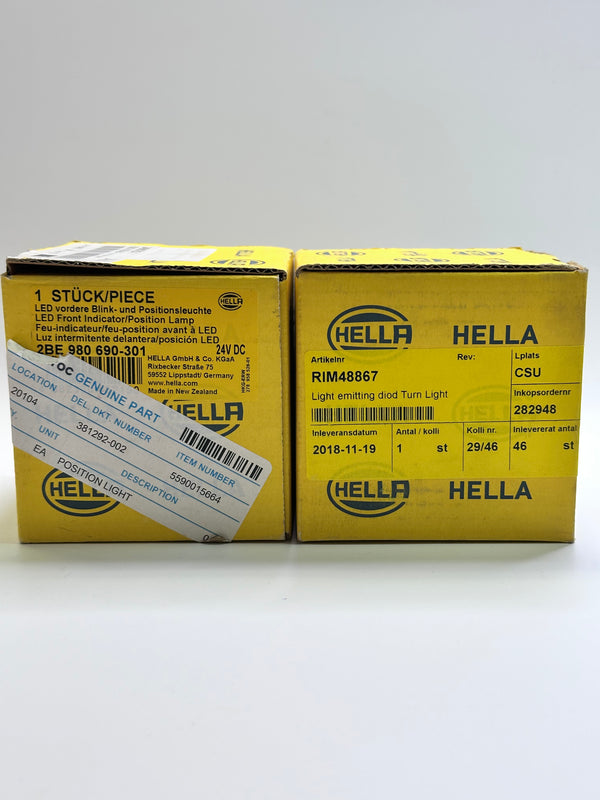 1 STÜCK/PIECE
LED vordere Blink- und Positionsleuchte
LED Front Indicator/Position Lamp
Feu-indicateur/feu-position avant à LED
Luz intermitente delantera/posición LED
2BE 980 690-301
24V DC
HELLA
HELLA GmbH & Co. KGaA
Rixbecker Straße 75
59552 Lippstadt/ Germany
www.hella.com
Made in New Zealand
HELLA
OC GENUINE PART
LOCATION DEL. DKT. NUMBER
20104 381292-002
ITEM NUMBER
5590015664
UNIT DESCRIPTION
EA POSITION LIGHT
HELLA
HELLA HELLA
Artikelnr
RIM48867
Rev:
Light emitting diod Turn Light
Lplats
CSU
Inkopsordernr
282948
Inleveransdatum
2018-11-19
Antal / kolli
1 st
Kolli nr.
29/46
Inlevererat antal
46 st
HELLA HELLA